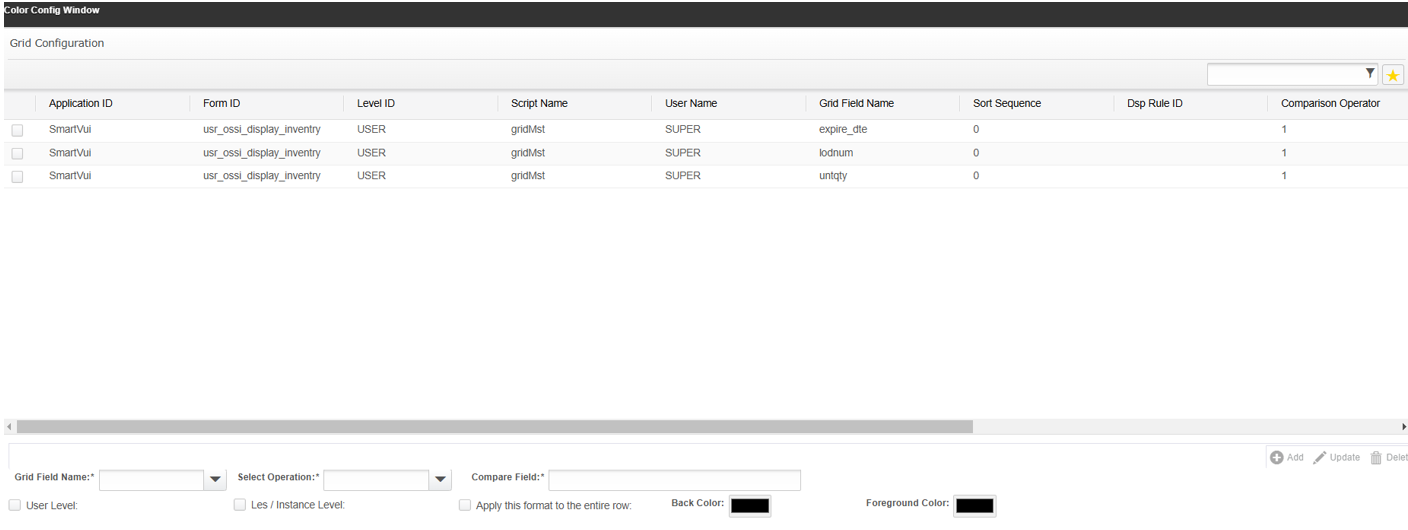 Color Config Window
Grid Configuration
Application ID Form ID Level ID Script Name User Name Grid Field Name Sort Sequence Dsp Rule ID Comparison Operator
SmartVui usr_ossi_display_inventry USER gridMst SUPER expire_dte 0 1
SmartVui usr_ossi_display_inventry USER gridMst SUPER lodnum 0 1
SmartVui usr_ossi_display_inventry USER gridMst SUPER untqty 0 1
Add Update Delet
Grid Field Name:* Select Operation:* Compare Field:*
User Level: Les / Instance Level: Apply this format to the entire row: Back Color: Foreground Color: